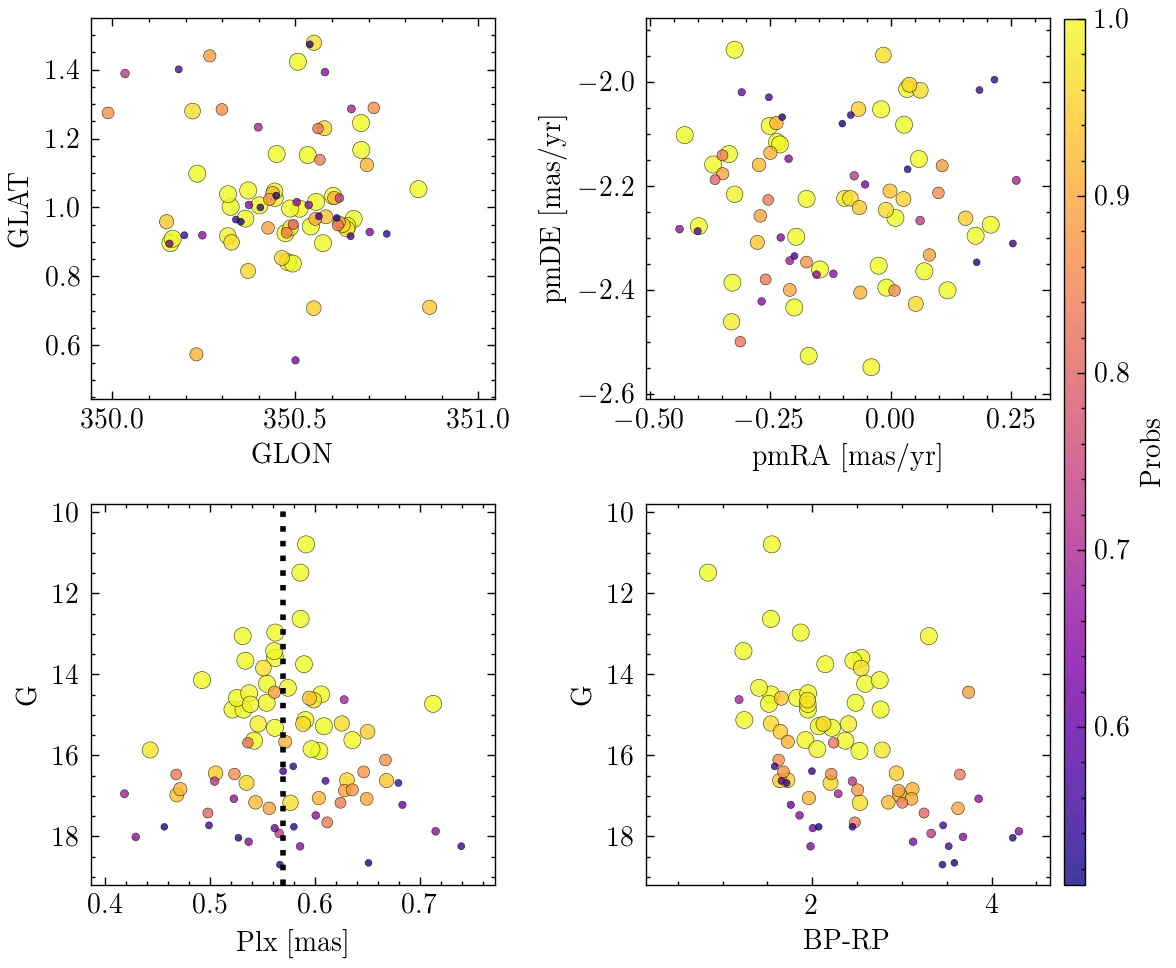 1.4
1.2
1.0
0.8
0.6
GLAT
350.0 350.5 351.0
GLON
−2.0
−2.2
−2.4
−2.6
pmDE [mas/yr]
−0.50 −0.25 0.00 0.25
pmRA [mas/yr]
1.0
0.9
0.8
0.7
0.6
Probs
10
12
14
16
18
G
0.4 0.5 0.6 0.7
Plx [mas]
10
12
14
16
18
G
2 4
BP-RP